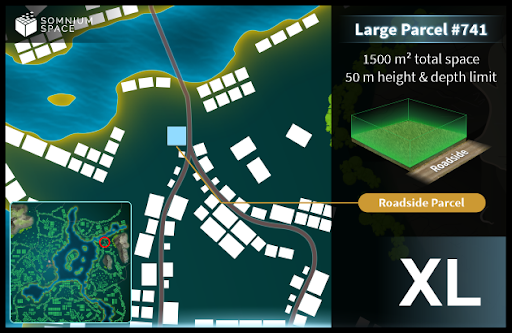 SOMNIUM
SPACE
Large Parcel #741
1500 m² total space
50 m height & depth limit
Roadside
Roadside Parcel
XL